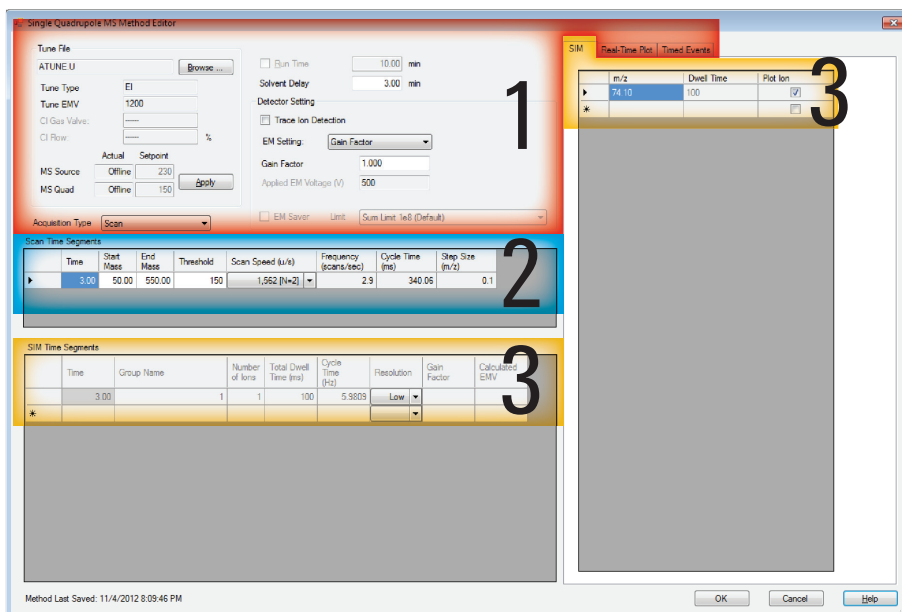 Single Quadrupole MS Method Editor
Tune File
ATUNE.U Browse ...
Tune Type EI
Tune EMV 1200
CI Gas Valve: -----
CI Flow: ----- %
Actual Setpoint
MS Source Offline 230
MS Quad Offline 150
Apply
Acquisition Type Scan
Run Time 10.00 min
Solvent Delay 3.00 min
Detector Setting
Trace Ion Detection
EM Setting: Gain Factor
Gain Factor 1.000
Applied EM Voltage (V) 500
EM Saver Limit Sum Limit 1e8 (Default)
1
SIM Real-Time Plot Timed Events
m/z Dwell Time Plot Ion
74.10 100
*
3
Scan Time Segments
Time Start Mass End Mass Threshold Scan Speed (u/s) Frequency (scans/sec) Cycle Time (ms) Step Size (m/z)
3.00 50.00 550.00 150 1,562 [N=2] 2.9 340.06 0.1
2
SIM Time Segments
Time Group Name Number of Ions Total Dwell Time (ms) Cycle Time (Hz) Resolution Gain Factor Calculated EMV
3.00 1 1 100 5.9809 Low
*
3
Method Last Saved: 11/4/2012 8:09:46 PM
OK Cancel Help